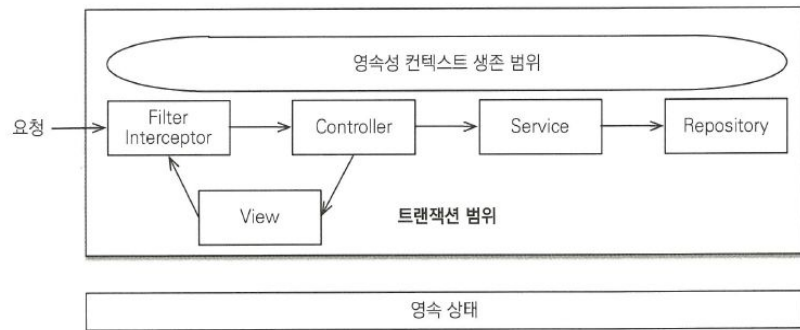 영속성 컨텍스트 생존 범위
요청
Filter
Interceptor
Controller
Service
Repository
View
트랜잭션 범위
영속 상태